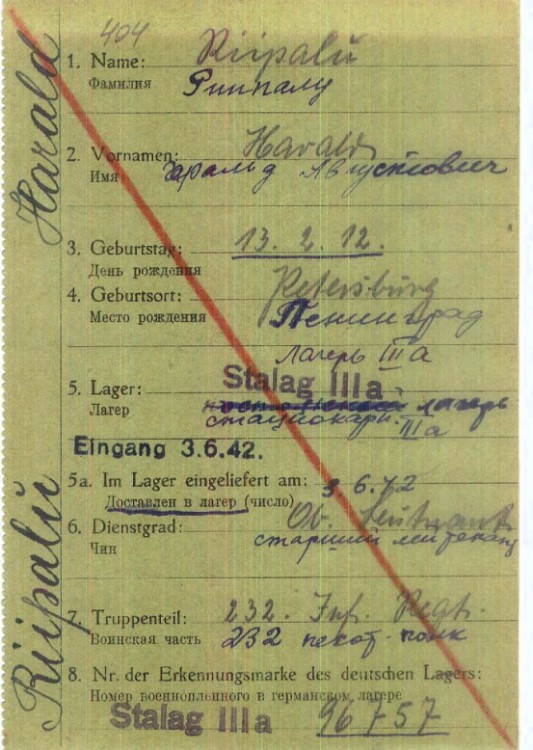 404
1. Name: Riipalu
Фамилия Риипалу
2. Vornamen: Harald
Имя Харальд Августович
3. Geburtstag: 13. 2. 12.
День рождения
4. Geburtsort: Petersburg
Место рождения Ленинград
Лагерь IIIа
5. Lager: Stalag IIIa
Лагерь лагерь
стационарн. IIIа
Eingang 3.6.42.
5a. Im Lager eingeliefert am: 3. 6. 42
Доставлен в лагерь (число)
6. Dienstgrad: Ob. Leutnant
Чин старший лейтенант
7. Truppenteil: 232. Inf. Regt.
Воинская часть 232 пехот. полк
8. Nr. der Erkennungsmarke des deutschen Lagers:
Номер военнопленного в германском лагере
Stalag IIIa 96757
Riipalu Harald